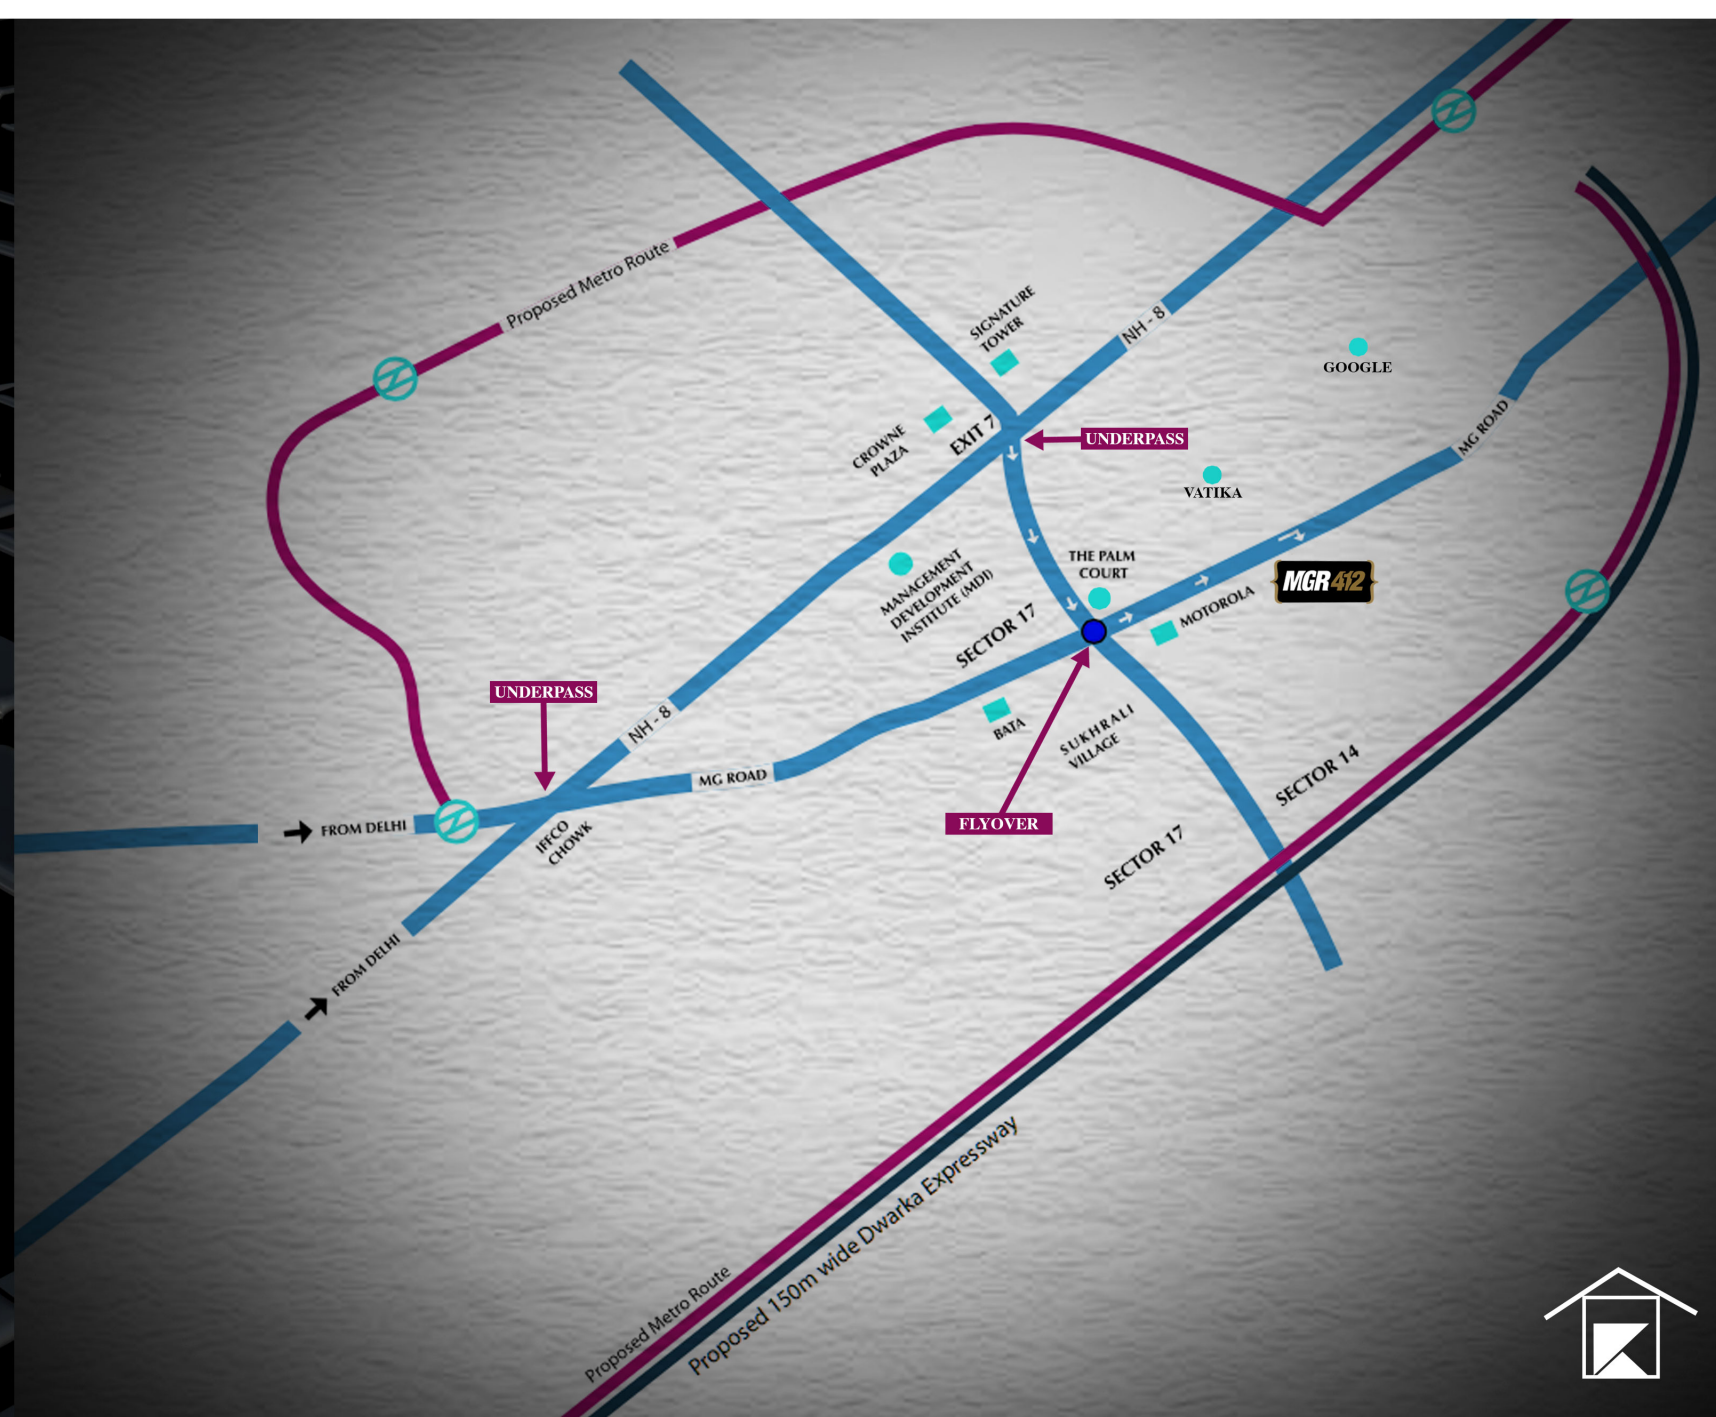 Proposed Metro Route
SIGNATURE
TOWER
NH - 8
GOOGLE
CROWNE
PLAZA
EXIT 7
UNDERPASS
MG ROAD
VATIKA
MANAGEMENT
DEVELOPMENT
INSTITUTE (MDI)
THE PALM
COURT
MGR412
MOTOROLA
SECTOR 17
UNDERPASS
NH - 8
BATA
SUKHRALI
VILLAGE
MG ROAD
SECTOR 14
FROM DELHI
IFFCO
CHOWK
FLYOVER
SECTOR 17
FROM DELHI
Proposed Metro Route
Proposed 150m wide Dwarka Expressway